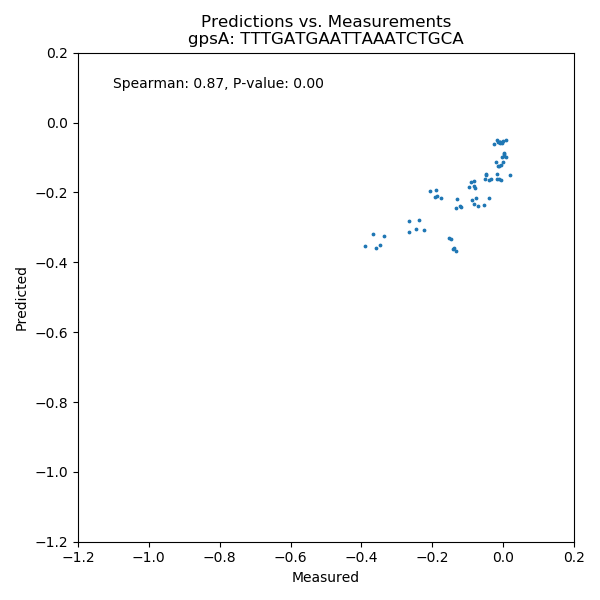 Predictions vs. Measurements
gpsA: TTTGATGAATTAAATCTGCA
Spearman: 0.87, P-value: 0.00
0.2
0.0
−0.2
−0.4
−0.6
−0.8
−1.0
−1.2
Predicted
−1.2 −1.0 −0.8 −0.6 −0.4 −0.2 0.0 0.2
Measured